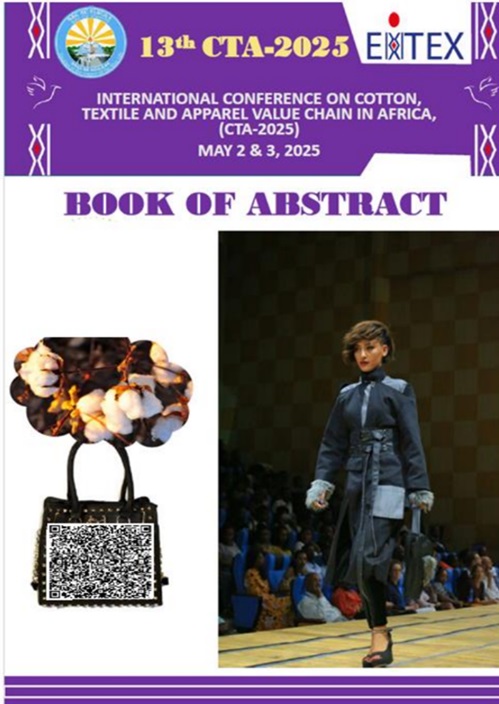 13th CTA-2025
EiTEX
INTERNATIONAL CONFERENCE ON COTTON,
TEXTILE AND APPAREL VALUE CHAIN IN AFRICA,
(CTA-2025)
MAY 2 & 3, 2025
BOOK OF ABSTRACT